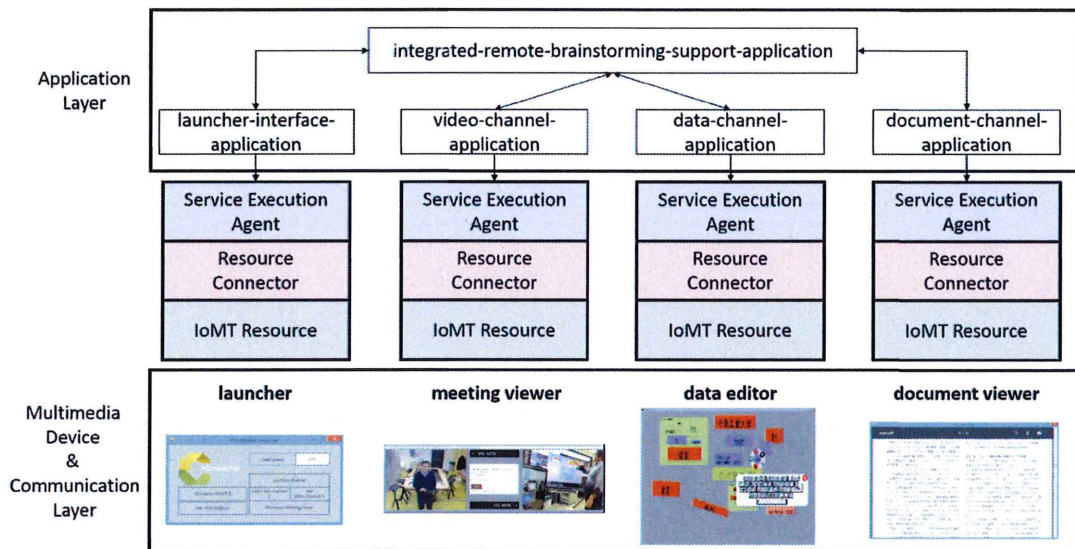 integrated-remote-brainstorming-support-application
Application
Layer
launcher-interface-
application
video-channel-
application
data-channel-
application
document-channel-
application
Service Execution
Agent
Service Execution
Agent
Service Execution
Agent
Service Execution
Agent
Resource
Connector
Resource
Connector
Resource
Connector
Resource
Connector
IoMT Resource
IoMT Resource
IoMT Resource
IoMT Resource
launcher
meeting viewer
data editor
document viewer
Multimedia
Device
&
Communication
Layer